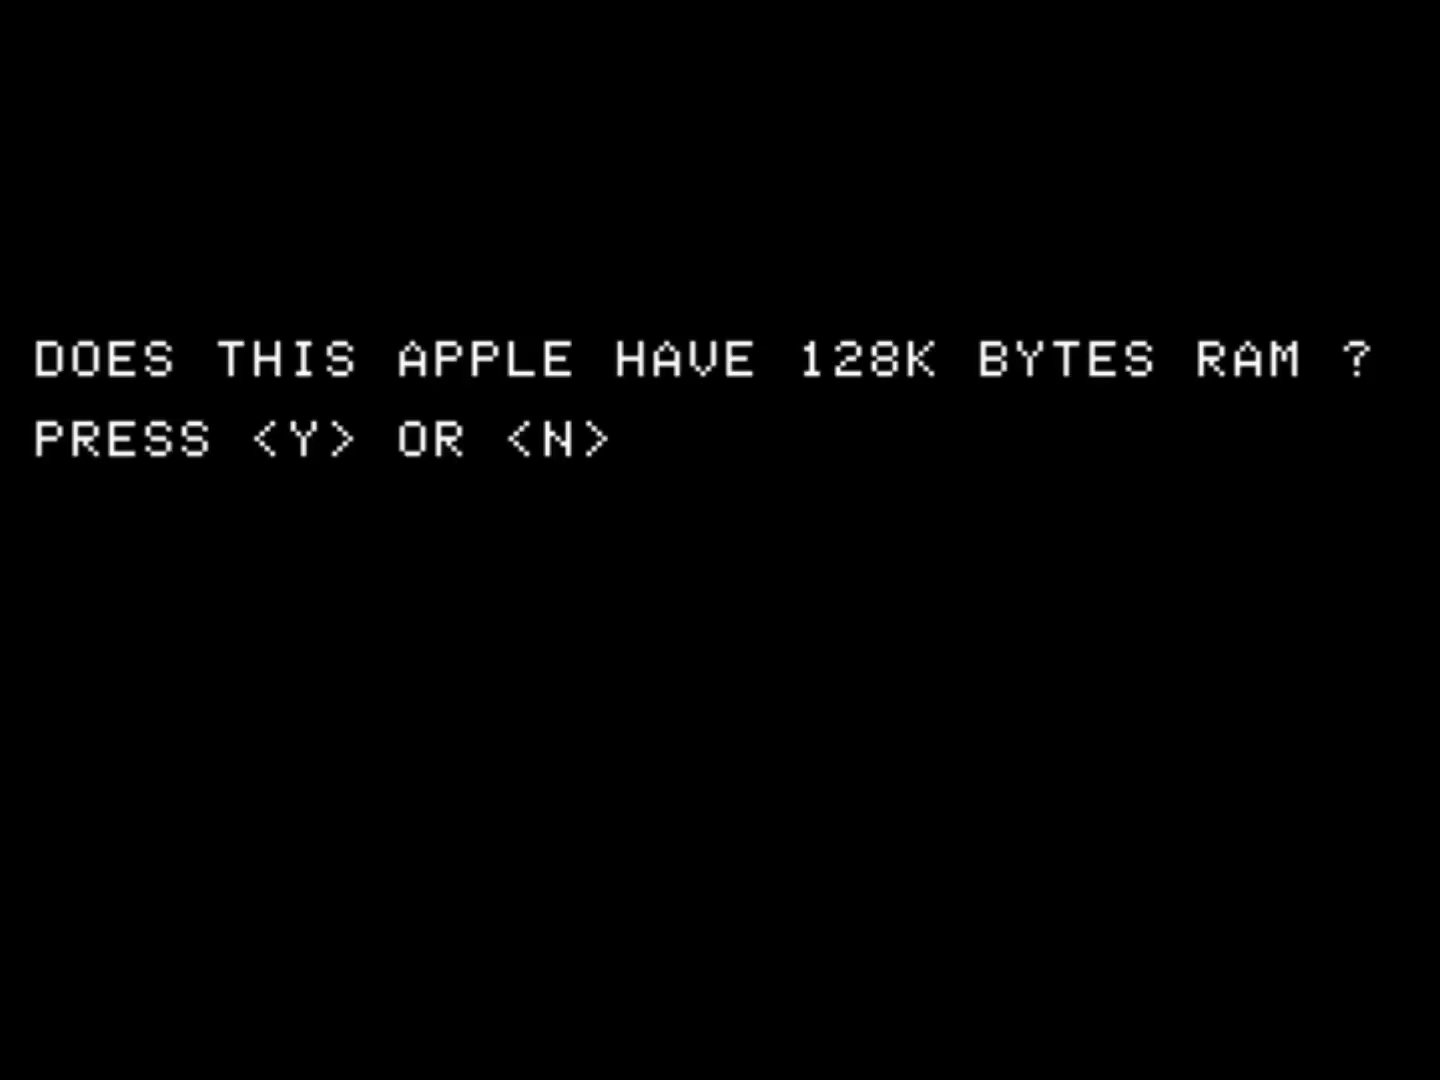 DOES THIS APPLE HAVE 128K BYTES RAM ?
PRESS <Y> OR <N>